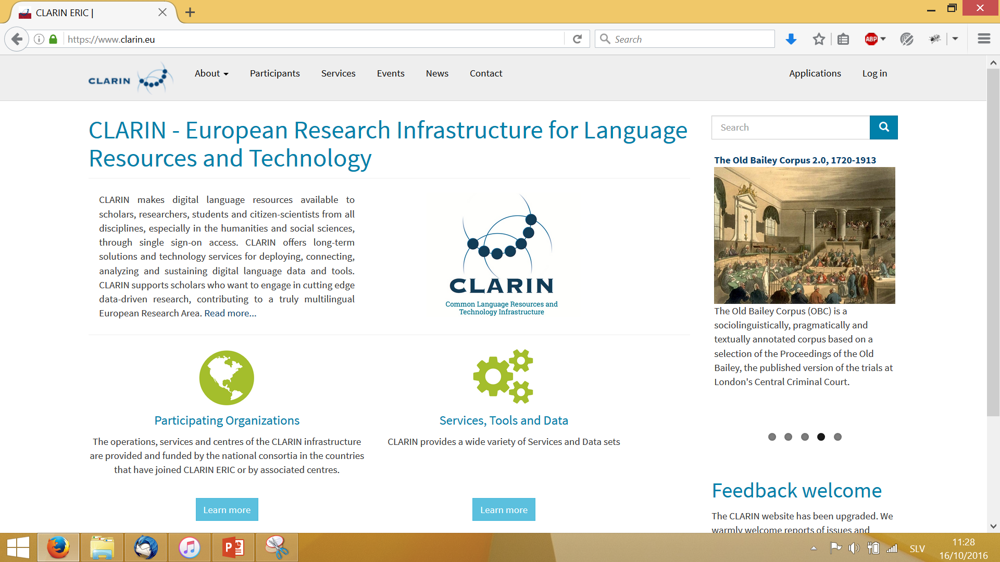 CLARIN ERIC |
https://www.clarin.eu
Search
ABP
CLARIN
About
Participants
Services
Events
News
Contact
Applications
Log in
CLARIN - European Research Infrastructure for Language
Resources and Technology
CLARIN makes digital language resources available to
scholars, researchers, students and citizen-scientists from all
disciplines, especially in the humanities and social sciences,
through single sign-on access. CLARIN offers long-term
solutions and technology services for deploying, connecting,
analyzing and sustaining digital language data and tools.
CLARIN supports scholars who want to engage in cutting edge
data-driven research, contributing to a truly multilingual
European Research Area. Read more...
CLARIN
Common Language Resources and
Technology Infrastructure
Participating Organizations
The operations, services and centres of the CLARIN infrastructure
are provided and funded by the national consortia in the countries
that have joined CLARIN ERIC or by associated centres.
Learn more
Services, Tools and Data
CLARIN provides a wide variety of Services and Data sets
Learn more
Search
The Old Bailey Corpus 2.0, 1720-1913
The Old Bailey Corpus (OBC) is a
sociolinguistically, pragmatically and
textually annotated corpus based on a
selection of the Proceedings of the Old
Bailey, the published version of the trials at
London's Central Criminal Court.
Feedback welcome
The CLARIN website has been upgraded. We
warmly welcome reports of issues and
P
SLV
11:28
16/10/2016